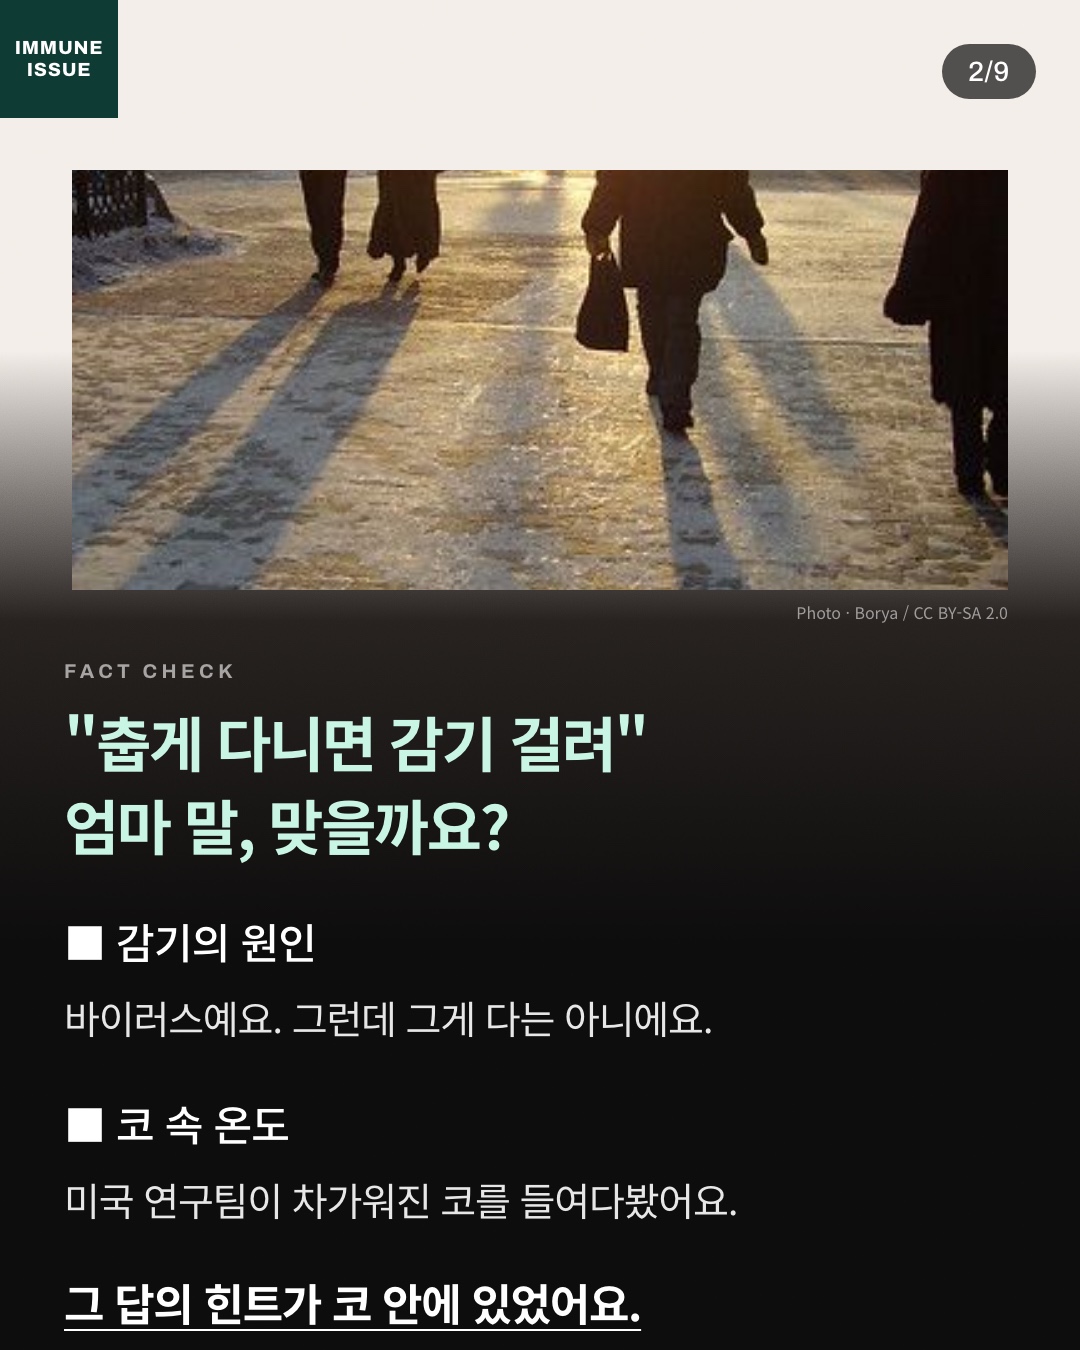 IMMUNE
ISSUE
2/9
Photo · Borya / CC BY-SA 2.0
FACT CHECK
"춥게 다니면 감기 걸려"
엄마 말, 맞을까요?
■ 감기의 원인
바이러스예요. 그런데 그게 다는 아니에요.
■ 코 속 온도
미국 연구팀이 차가워진 코를 들여다봤어요.
그 답의 힌트가 코 안에 있었어요.